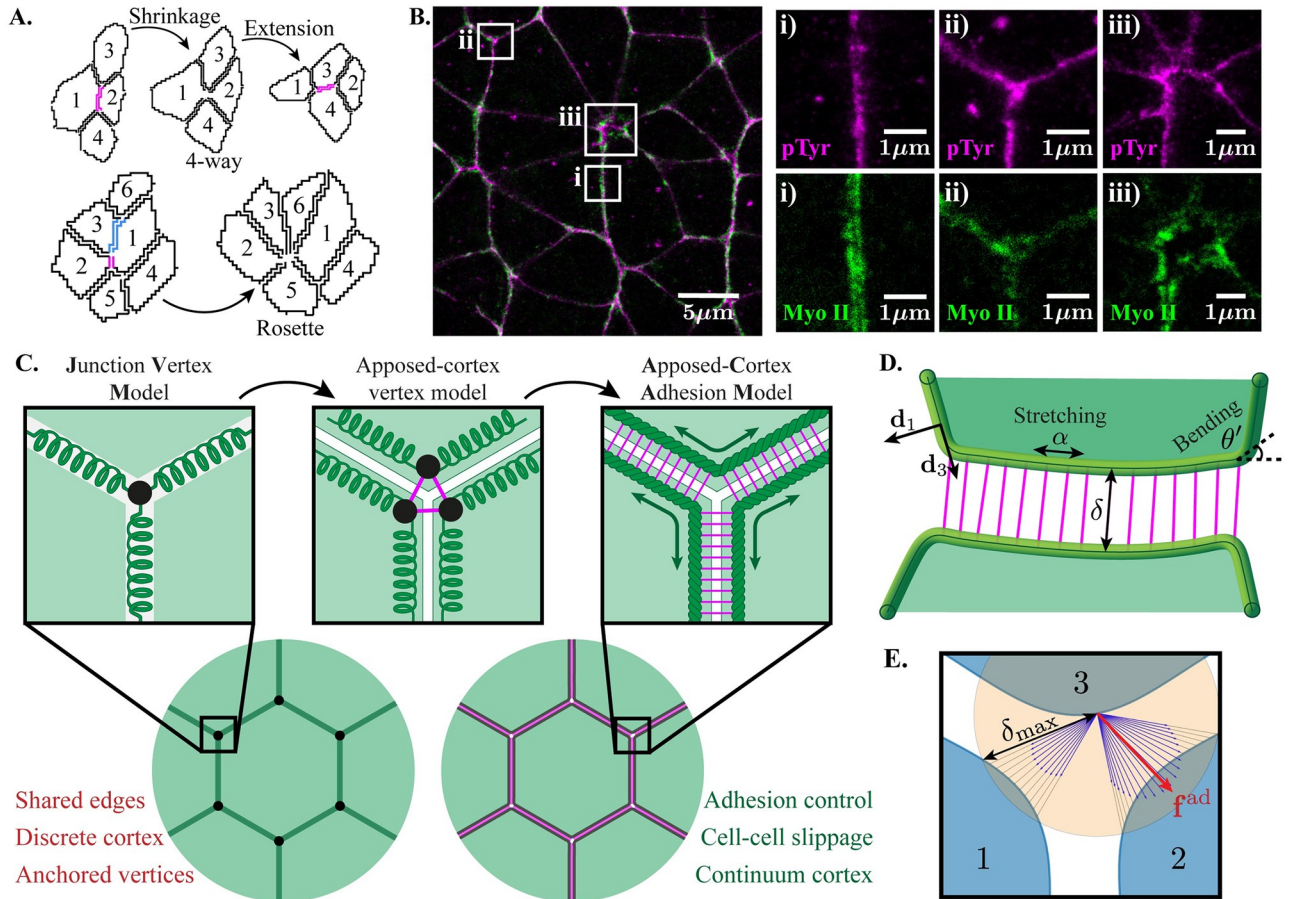 A.
Shrinkage
Extension
3
1
2
4
3
1
2
4
4-way
3
1
2
4
6
3
1
2
4
5
3
6
1
2
4
5
Rosette
B.
ii
iii
i
5μm
i)
pTyr
1μm
ii)
pTyr
1μm
iii)
pTyr
1μm
i)
Myo II
1μm
ii)
Myo II
1μm
iii)
Myo II
1μm
C.
Junction Vertex
Model
Apposed-cortex
vertex model
Apposed-Cortex
Adhesion Model
Shared edges
Discrete cortex
Anchored vertices
Adhesion control
Cell-cell slippage
Continuum cortex
D.
d₁
d₃
Stretching
α
Bending
θ′
δ
E.
3
δmax
f^ad
1
2